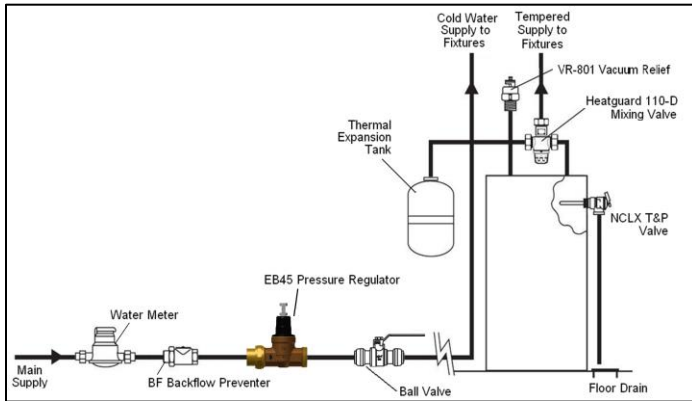 Cold Water
Supply to
Fixtures
Tempered
Supply to
Fixtures
VR-801 Vacuum Relief
Heatguard 110-D
Mixing Valve
Thermal
Expansion
Tank
NCLX T&P
Valve
EB45 Pressure Regulator
Water Meter
Main
Supply
BF Backflow Preventer
Ball Valve
Floor Drain